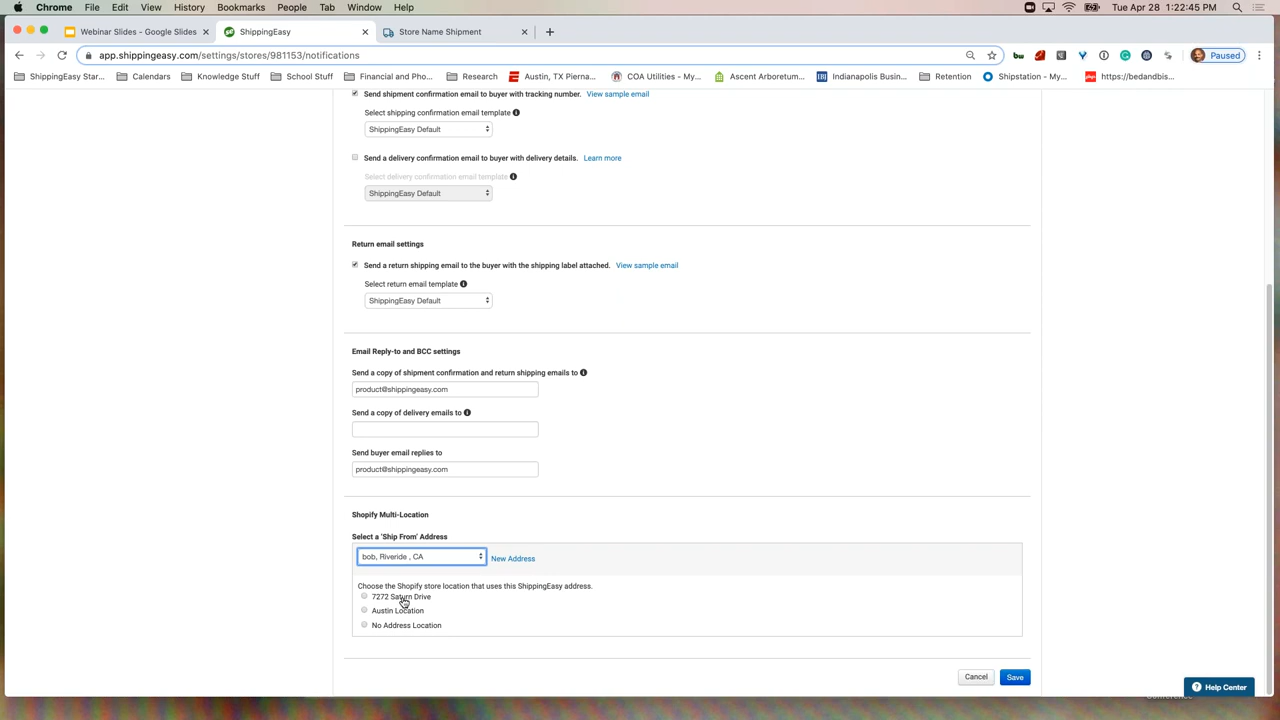 Chrome File Edit View History Bookmarks People Tab Window Help Tue Apr 28 1:22:45 PM
Webinar Slides - Google Slides
ShippingEasy
Store Name Shipment
app.shippingeasy.com/settings/stores/981153/notifications
Paused
ShippingEasy Star...
Calendars
Knowledge Stuff
School Stuff
Financial and Pho...
Research
Austin, TX Pierna...
COA Utilities - My...
Ascent Arboretum...
Indianapolis Busin...
Retention
Shipstation - My...
https://bedandbis...
Send shipment confirmation email to buyer with tracking number. View sample email
Select shipping confirmation email template
ShippingEasy Default
Send a delivery confirmation email to buyer with delivery details. Learn more
Select delivery confirmation email template
ShippingEasy Default
Return email settings
Send a return shipping email to the buyer with the shipping label attached. View sample email
Select return email template
ShippingEasy Default
Email Reply-to and BCC settings
Send a copy of shipment confirmation and return shipping emails to
product@shippingeasy.com
Send a copy of delivery emails to
Send buyer email replies to
product@shippingeasy.com
Shopify Multi-Location
Select a 'Ship From' Address
bob, Riveride , CA
New Address
Choose the Shopify store location that uses this ShippingEasy address.
7272 Saturn Drive
Austin Location
No Address Location
Cancel
Save
Help Center